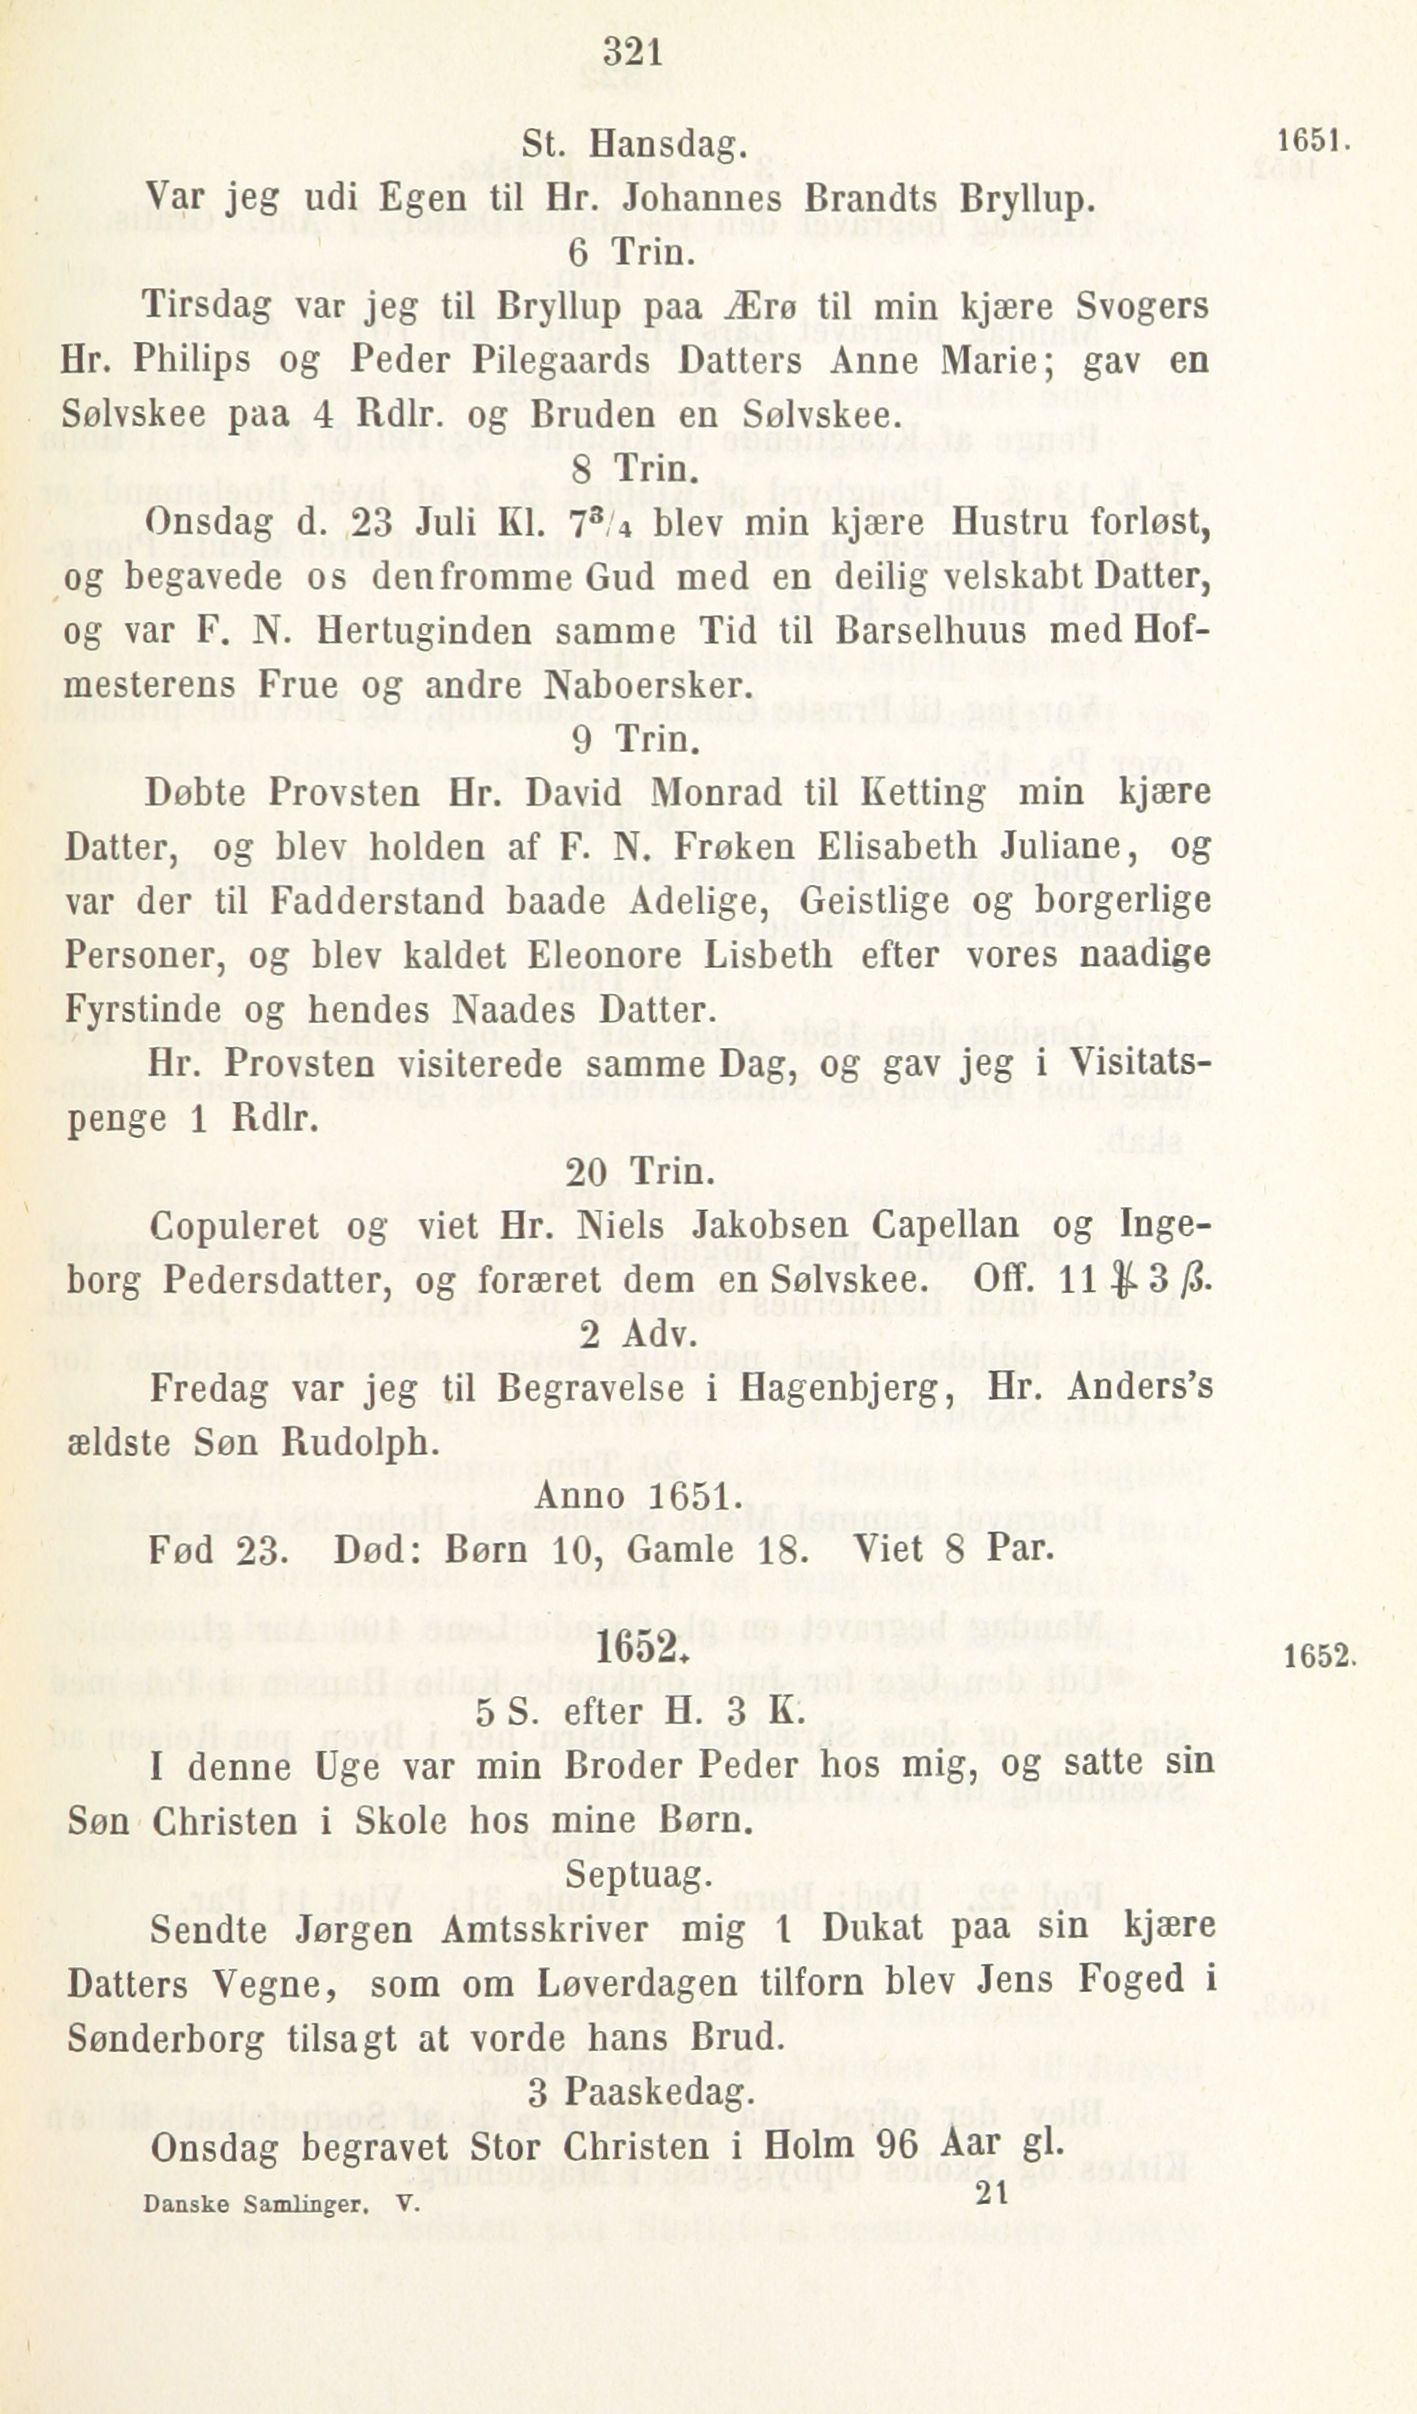 321
St. Hansdag.
1651.
Var jeg udi Egen til Hr. Johannes Brandts Bryllup.
6 Trin.
Tirsdag var jeg til Bryllup paa Ærø til min kjære Svogers
Hr. Philips og Peder Pilegaards Datters Anne Marie; gav en
Sølvskee paa 4 Rdlr. og Bruden en Sølvskee.
8 Trin.
Onsdag d. 23 Juli Kl. 7³/₄ blev min kjære Hustru forløst,
og begavede os den fromme Gud med en deilig velskabt Datter,
og var F. N. Hertuginden samme Tid til Barselhuus med Hof-
mesterens Frue og andre Naboersker.
9 Trin.
Døbte Provsten Hr. David Monrad til Ketting min kjære
Datter, og blev holden af F. N. Frøken Elisabeth Juliane, og
var der til Fadderstand baade Adelige, Geistlige og borgerlige
Personer, og blev kaldet Eleonore Lisbeth efter vores naadige
Fyrstinde og hendes Naades Datter.
Hr. Provsten visiterede samme Dag, og gav jeg i Visitats-
penge 1 Rdlr.
20 Trin.
Copuleret og viet Hr. Niels Jakobsen Capellan og Inge-
borg Pedersdatter, og foræret dem en Sølvskee. Off. 11 ℳ 3 β.
2 Adv.
Fredag var jeg til Begravelse i Hagenbjerg, Hr. Anders's
ældste Søn Rudolph.
Anno 1651.
Fød 23. Død: Børn 10, Gamle 18. Viet 8 Par.
1652.
1652.
5 S. efter H. 3 K.
I denne Uge var min Broder Peder hos mig, og satte sin
Søn Christen i Skole hos mine Børn.
Septuag.
Sendte Jørgen Amtsskriver mig 1 Dukat paa sin kjære
Datters Vegne, som om Løverdagen tilforn blev Jens Foged i
Sønderborg tilsagt at vorde hans Brud.
3 Paaskedag.
Onsdag begravet Stor Christen i Holm 96 Aar gl.
Danske Samlinger. V.
21